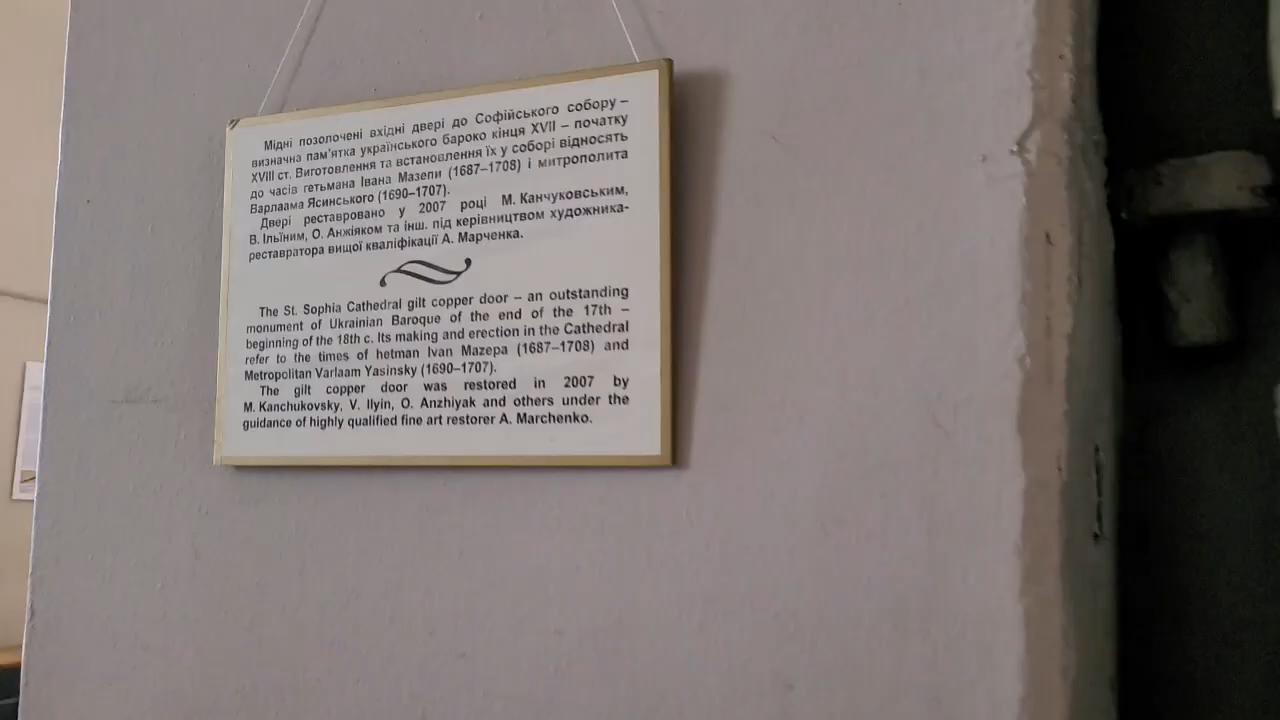 Мідні позолочені вхідні двері до Софійського собору –
визначна пам'ятка українського бароко кінця XVII – початку
XVIII ст. Виготовлення та встановлення їх у соборі відносять
до часів гетьмана Івана Мазепи (1687–1708) і митрополита
Варлаама Ясинського (1690–1707).
Двері реставровано у 2007 році М. Канчуковським,
В. Ільїним, О. Анжіяком та інш. під керівництвом художника-
реставратора вищої кваліфікації А. Марченка.
The St. Sophia Cathedral gilt copper door – an outstanding
monument of Ukrainian Baroque of the end of the 17th –
beginning of the 18th c. Its making and erection in the Cathedral
refer to the times of hetman Ivan Mazepa (1687–1708) and
Metropolitan Varlaam Yasinsky (1690–1707).
The gilt copper door was restored in 2007 by
M. Kanchukovsky, V. Ilyin, O. Anzhiyak and others under the
guidance of highly qualified fine art restorer A. Marchenko.